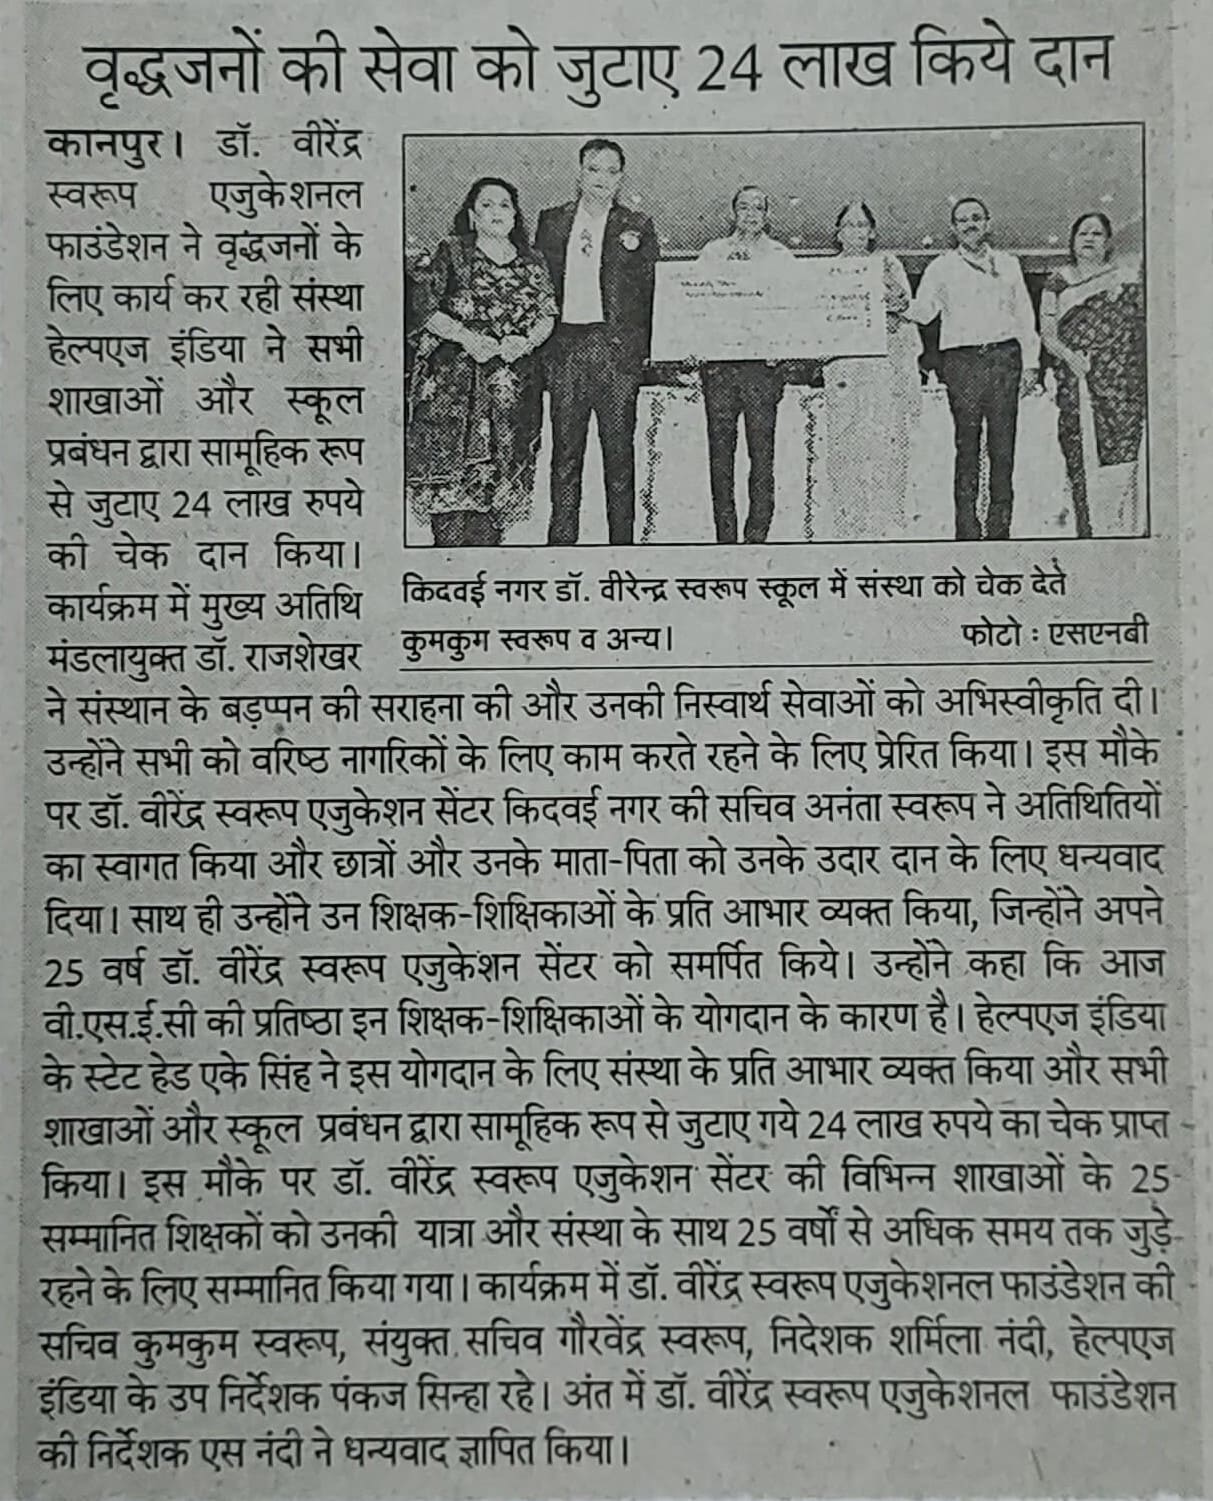 वृद्धजनों की सेवा को जुटाए 24 लाख किये दान
कानपुर। डॉ. वीरेंद्र
स्वरूप एजुकेशनल
फाउंडेशन ने वृद्धजनों के
लिए कार्य कर रही संस्था
हेल्पएज इंडिया ने सभी
शाखाओं और स्कूल
प्रबंधन द्वारा सामूहिक रूप
से जुटाए 24 लाख रुपये
की चेक दान किया।
कार्यक्रम में मुख्य अतिथि
मंडलायुक्त डॉ. राजशेखर
किदवई नगर डॉ. वीरेन्द्र स्वरूप स्कूल में संस्था को चेक देते
कुमकुम स्वरूप व अन्य। फोटो : एसएनबी
ने संस्थान के बड़प्पन की सराहना की और उनकी निस्वार्थ सेवाओं को अभिस्वीकृति दी।
उन्होंने सभी को वरिष्ठ नागरिकों के लिए काम करते रहने के लिए प्रेरित किया। इस मौके
पर डॉ. वीरेंद्र स्वरूप एजुकेशन सेंटर किदवई नगर की सचिव अनंता स्वरूप ने अतिथितियों
का स्वागत किया और छात्रों और उनके माता-पिता को उनके उदार दान के लिए धन्यवाद
दिया। साथ ही उन्होंने उन शिक्षक-शिक्षिकाओं के प्रति आभार व्यक्त किया, जिन्होंने अपने
25 वर्ष डॉ. वीरेंद्र स्वरूप एजुकेशन सेंटर को समर्पित किये। उन्होंने कहा कि आज
वी.एस.ई.सी की प्रतिष्ठा इन शिक्षक-शिक्षिकाओं के योगदान के कारण है। हेल्पएज इंडिया
के स्टेट हेड एके सिंह ने इस योगदान के लिए संस्था के प्रति आभार व्यक्त किया और सभी
शाखाओं और स्कूल प्रबंधन द्वारा सामूहिक रूप से जुटाए गये 24 लाख रुपये का चेक प्राप्त
किया। इस मौके पर डॉ. वीरेंद्र स्वरूप एजुकेशन सेंटर की विभिन्न शाखाओं के 25
सम्मानित शिक्षकों को उनकी यात्रा और संस्था के साथ 25 वर्षों से अधिक समय तक जुड़े
रहने के लिए सम्मानित किया गया। कार्यक्रम में डॉ. वीरेंद्र स्वरूप एजुकेशनल फाउंडेशन की
सचिव कुमकुम स्वरूप, संयुक्त सचिव गौरवेंद्र स्वरूप, निदेशक शर्मिला नंदी, हेल्पएज
इंडिया के उप निर्देशक पंकज सिन्हा रहे। अंत में डॉ. वीरेंद्र स्वरूप एजुकेशनल फाउंडेशन
की निर्देशक एस नंदी ने धन्यवाद ज्ञापित किया।